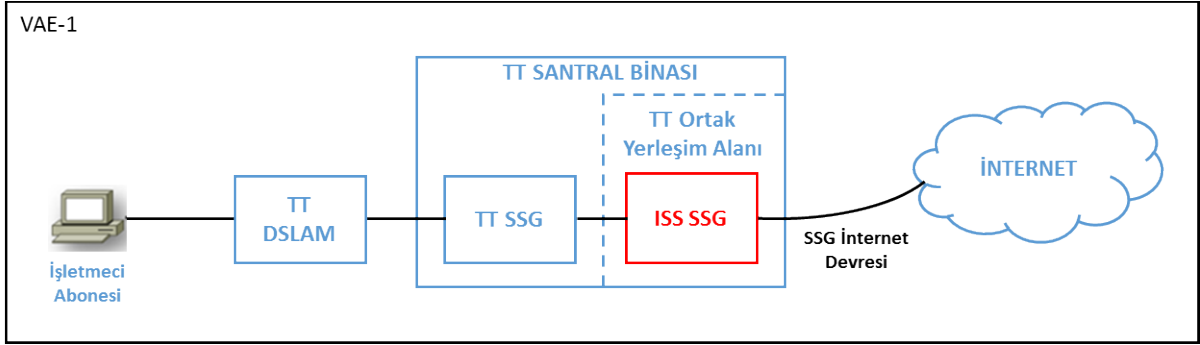 VAE-1
TT SANTRAL BİNASI
TT Ortak
Yerleşim Alanı
İNTERNET
TT
DSLAM
TT SSG
ISS SSG
SSG İnternet
Devresi
İşletmeci
Abonesi